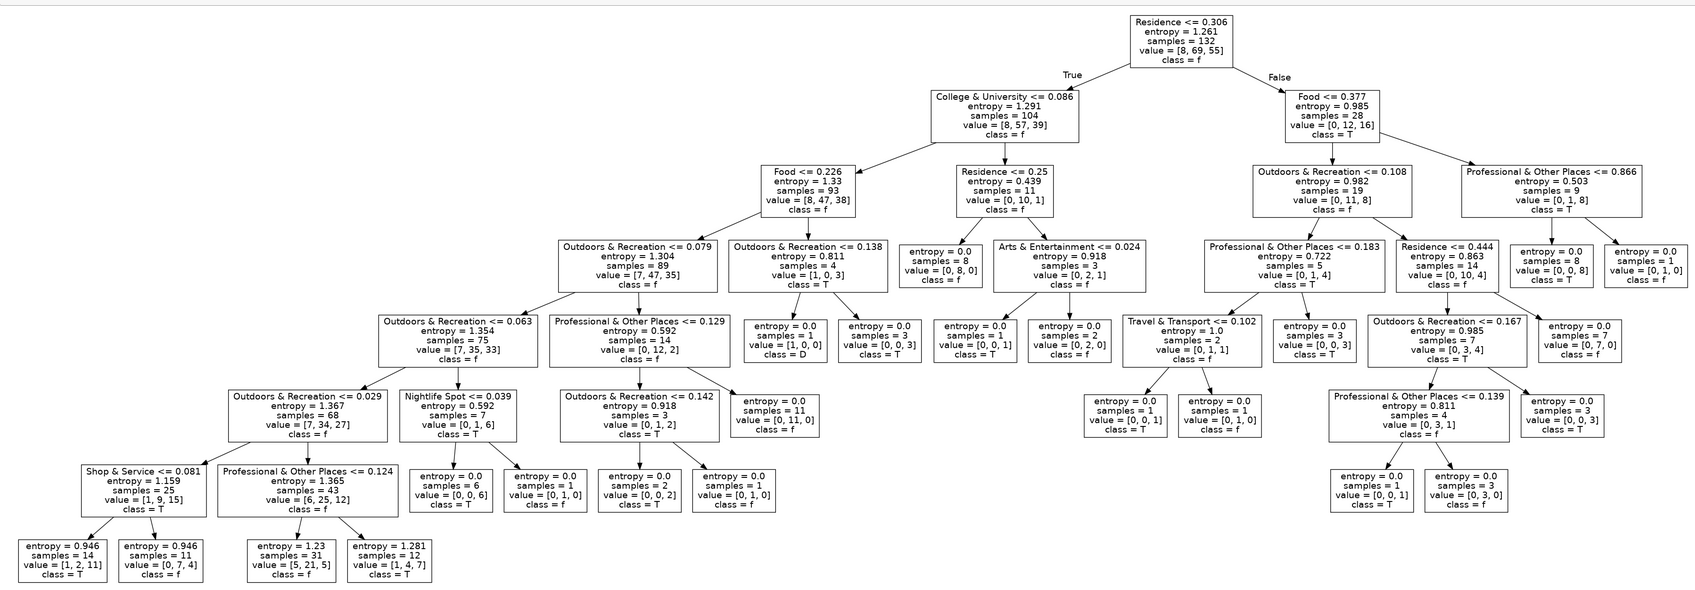 Residence <= 0.306
entropy = 1.261
samples = 132
value = [8, 69, 55]
class = f
True
False
College & University <= 0.086
entropy = 1.291
samples = 104
value = [8, 57, 39]
class = f
Food <= 0.377
entropy = 0.985
samples = 28
value = [0, 12, 16]
class = T
Food <= 0.226
entropy = 1.33
samples = 93
value = [8, 47, 38]
class = f
Residence <= 0.25
entropy = 0.439
samples = 11
value = [0, 10, 1]
class = f
Outdoors & Recreation <= 0.108
entropy = 0.982
samples = 19
value = [0, 11, 8]
class = f
Professional & Other Places <= 0.866
entropy = 0.503
samples = 9
value = [0, 1, 8]
class = T
Outdoors & Recreation <= 0.079
entropy = 1.304
samples = 89
value = [7, 47, 35]
class = f
Outdoors & Recreation <= 0.138
entropy = 0.811
samples = 4
value = [1, 0, 3]
class = T
entropy = 0.0
samples = 8
value = [0, 8, 0]
class = f
Arts & Entertainment <= 0.024
entropy = 0.918
samples = 3
value = [0, 2, 1]
class = f
Professional & Other Places <= 0.183
entropy = 0.722
samples = 5
value = [0, 1, 4]
class = T
Residence <= 0.444
entropy = 0.863
samples = 14
value = [0, 10, 4]
class = f
entropy = 0.0
samples = 8
value = [0, 0, 8]
class = T
entropy = 0.0
samples = 1
value = [0, 1, 0]
class = f
Outdoors & Recreation <= 0.063
entropy = 1.354
samples = 75
value = [7, 35, 33]
class = f
Professional & Other Places <= 0.129
entropy = 0.592
samples = 14
value = [0, 12, 2]
class = f
entropy = 0.0
samples = 1
value = [1, 0, 0]
class = D
entropy = 0.0
samples = 3
value = [0, 0, 3]
class = T
entropy = 0.0
samples = 1
value = [0, 0, 1]
class = T
entropy = 0.0
samples = 2
value = [0, 2, 0]
class = f
Travel & Transport <= 0.102
entropy = 1.0
samples = 2
value = [0, 1, 1]
class = f
entropy = 0.0
samples = 3
value = [0, 0, 3]
class = T
Outdoors & Recreation <= 0.167
entropy = 0.985
samples = 7
value = [0, 3, 4]
class = T
entropy = 0.0
samples = 7
value = [0, 7, 0]
class = f
Outdoors & Recreation <= 0.029
entropy = 1.367
samples = 68
value = [7, 34, 27]
class = f
Nightlife Spot <= 0.039
entropy = 0.592
samples = 7
value = [0, 1, 6]
class = T
Outdoors & Recreation <= 0.142
entropy = 0.918
samples = 3
value = [0, 1, 2]
class = T
entropy = 0.0
samples = 11
value = [0, 11, 0]
class = f
entropy = 0.0
samples = 1
value = [0, 0, 1]
class = T
entropy = 0.0
samples = 1
value = [0, 1, 0]
class = f
Professional & Other Places <= 0.139
entropy = 0.811
samples = 4
value = [0, 3, 1]
class = f
entropy = 0.0
samples = 3
value = [0, 0, 3]
class = T
Shop & Service <= 0.081
entropy = 1.159
samples = 25
value = [1, 9, 15]
class = T
Professional & Other Places <= 0.124
entropy = 1.365
samples = 43
value = [6, 25, 12]
class = f
entropy = 0.0
samples = 6
value = [0, 0, 6]
class = T
entropy = 0.0
samples = 1
value = [0, 1, 0]
class = f
entropy = 0.0
samples = 2
value = [0, 0, 2]
class = T
entropy = 0.0
samples = 1
value = [0, 1, 0]
class = f
entropy = 0.0
samples = 1
value = [0, 0, 1]
class = T
entropy = 0.0
samples = 3
value = [0, 3, 0]
class = f
entropy = 0.946
samples = 14
value = [1, 2, 11]
class = T
entropy = 0.946
samples = 11
value = [0, 7, 4]
class = f
entropy = 1.23
samples = 31
value = [5, 21, 5]
class = f
entropy = 1.281
samples = 12
value = [1, 4, 7]
class = T